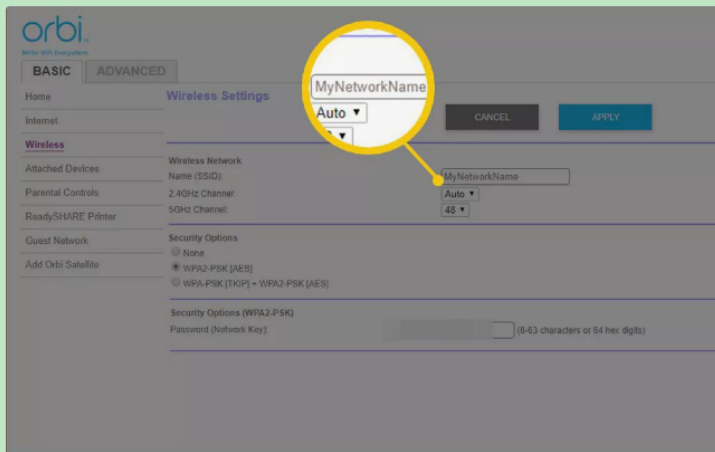 orbi
Better WiFi. Everywhere.
BASIC ADVANCED
Home
Internet
Wireless
Attached Devices
Parental Controls
ReadySHARE Printer
Guest Network
Add Orbi Satellite
Wireless Settings
CANCEL APPLY
MyNetworkName
Auto ▼
Wireless Network
Name (SSID): MyNetworkName
2.4GHz Channel: Auto ▼
5GHz Channel: 48 ▼
Security Options
None
WPA2-PSK [AES]
WPA-PSK [TKIP] + WPA2-PSK [AES]
Security Options (WPA2-PSK)
Password (Network Key): (8-63 characters or 64 hex digits)